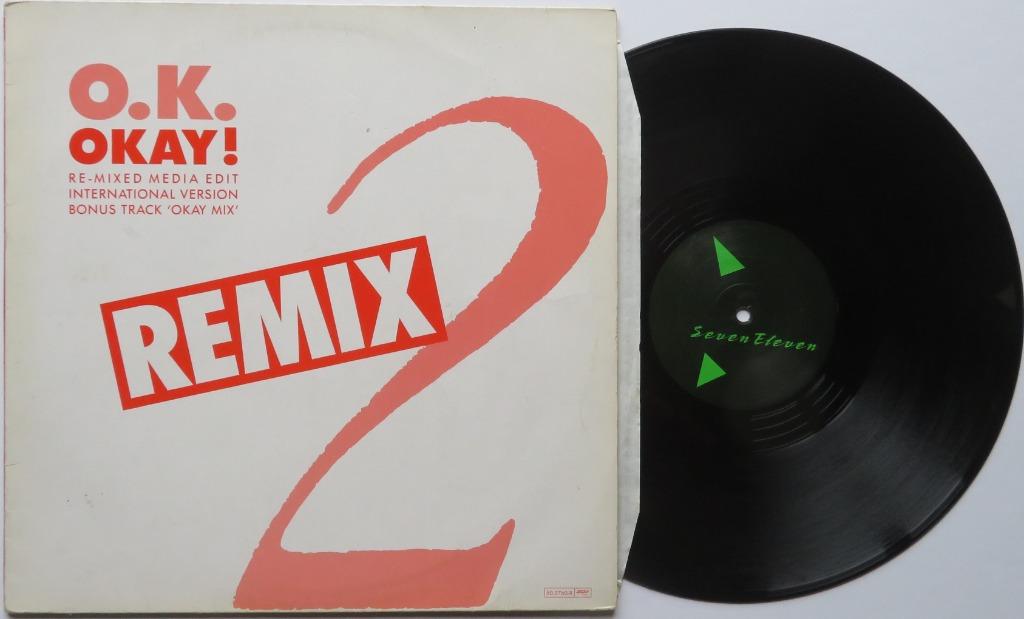 O.K.
OKAY!
RE-MIXED MEDIA EDIT
INTERNATIONAL VERSION
BONUS TRACK 'OKAY MIX'
REMIX
2
Seven Eleven